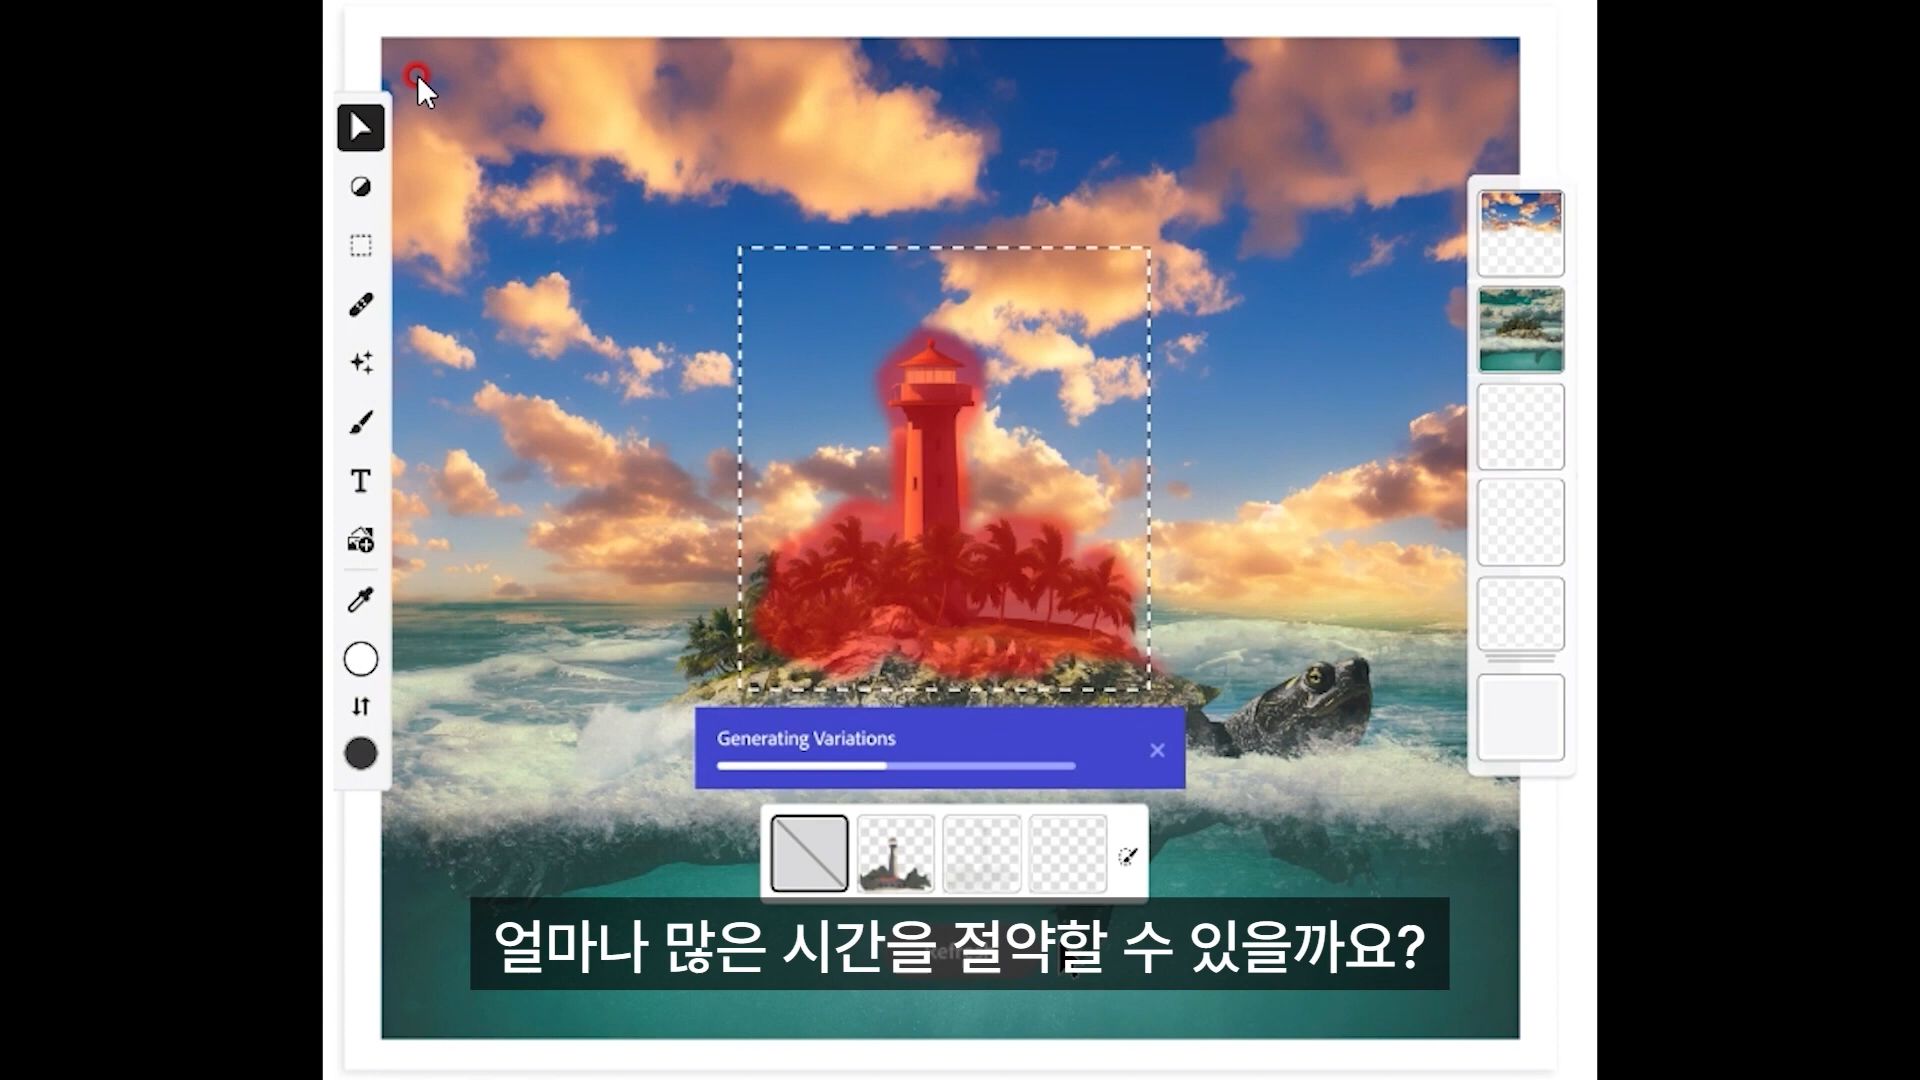 Generating Variations
얼마나 많은 시간을 절약할 수 있을까요?